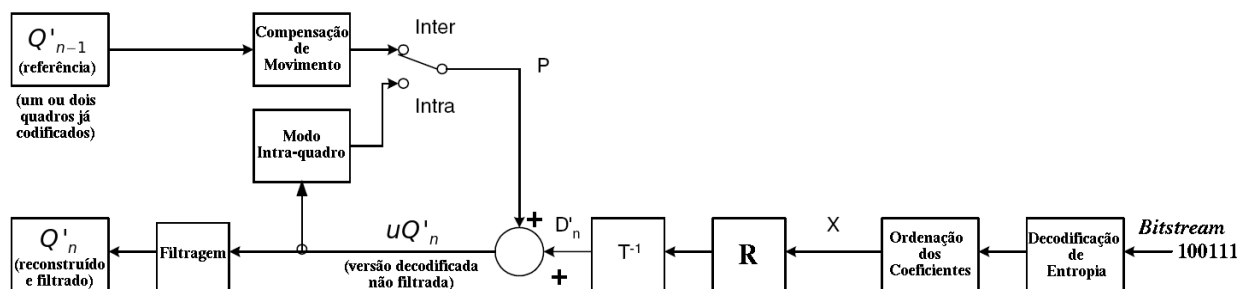 Q'n-1
(referência)
(um ou dois
quadros já
codificados)
Compensação
de
Movimento
Inter
Intra
P
Modo
Intra-quadro
Q'n
(reconstruído
e filtrado)
Filtragem
uQ'n
(versão decodificada
não filtrada)
+
+
D'n
T-1
R
X
Ordenação
dos
Coeficientes
Decodificação
de
Entropia
Bitstream
100111